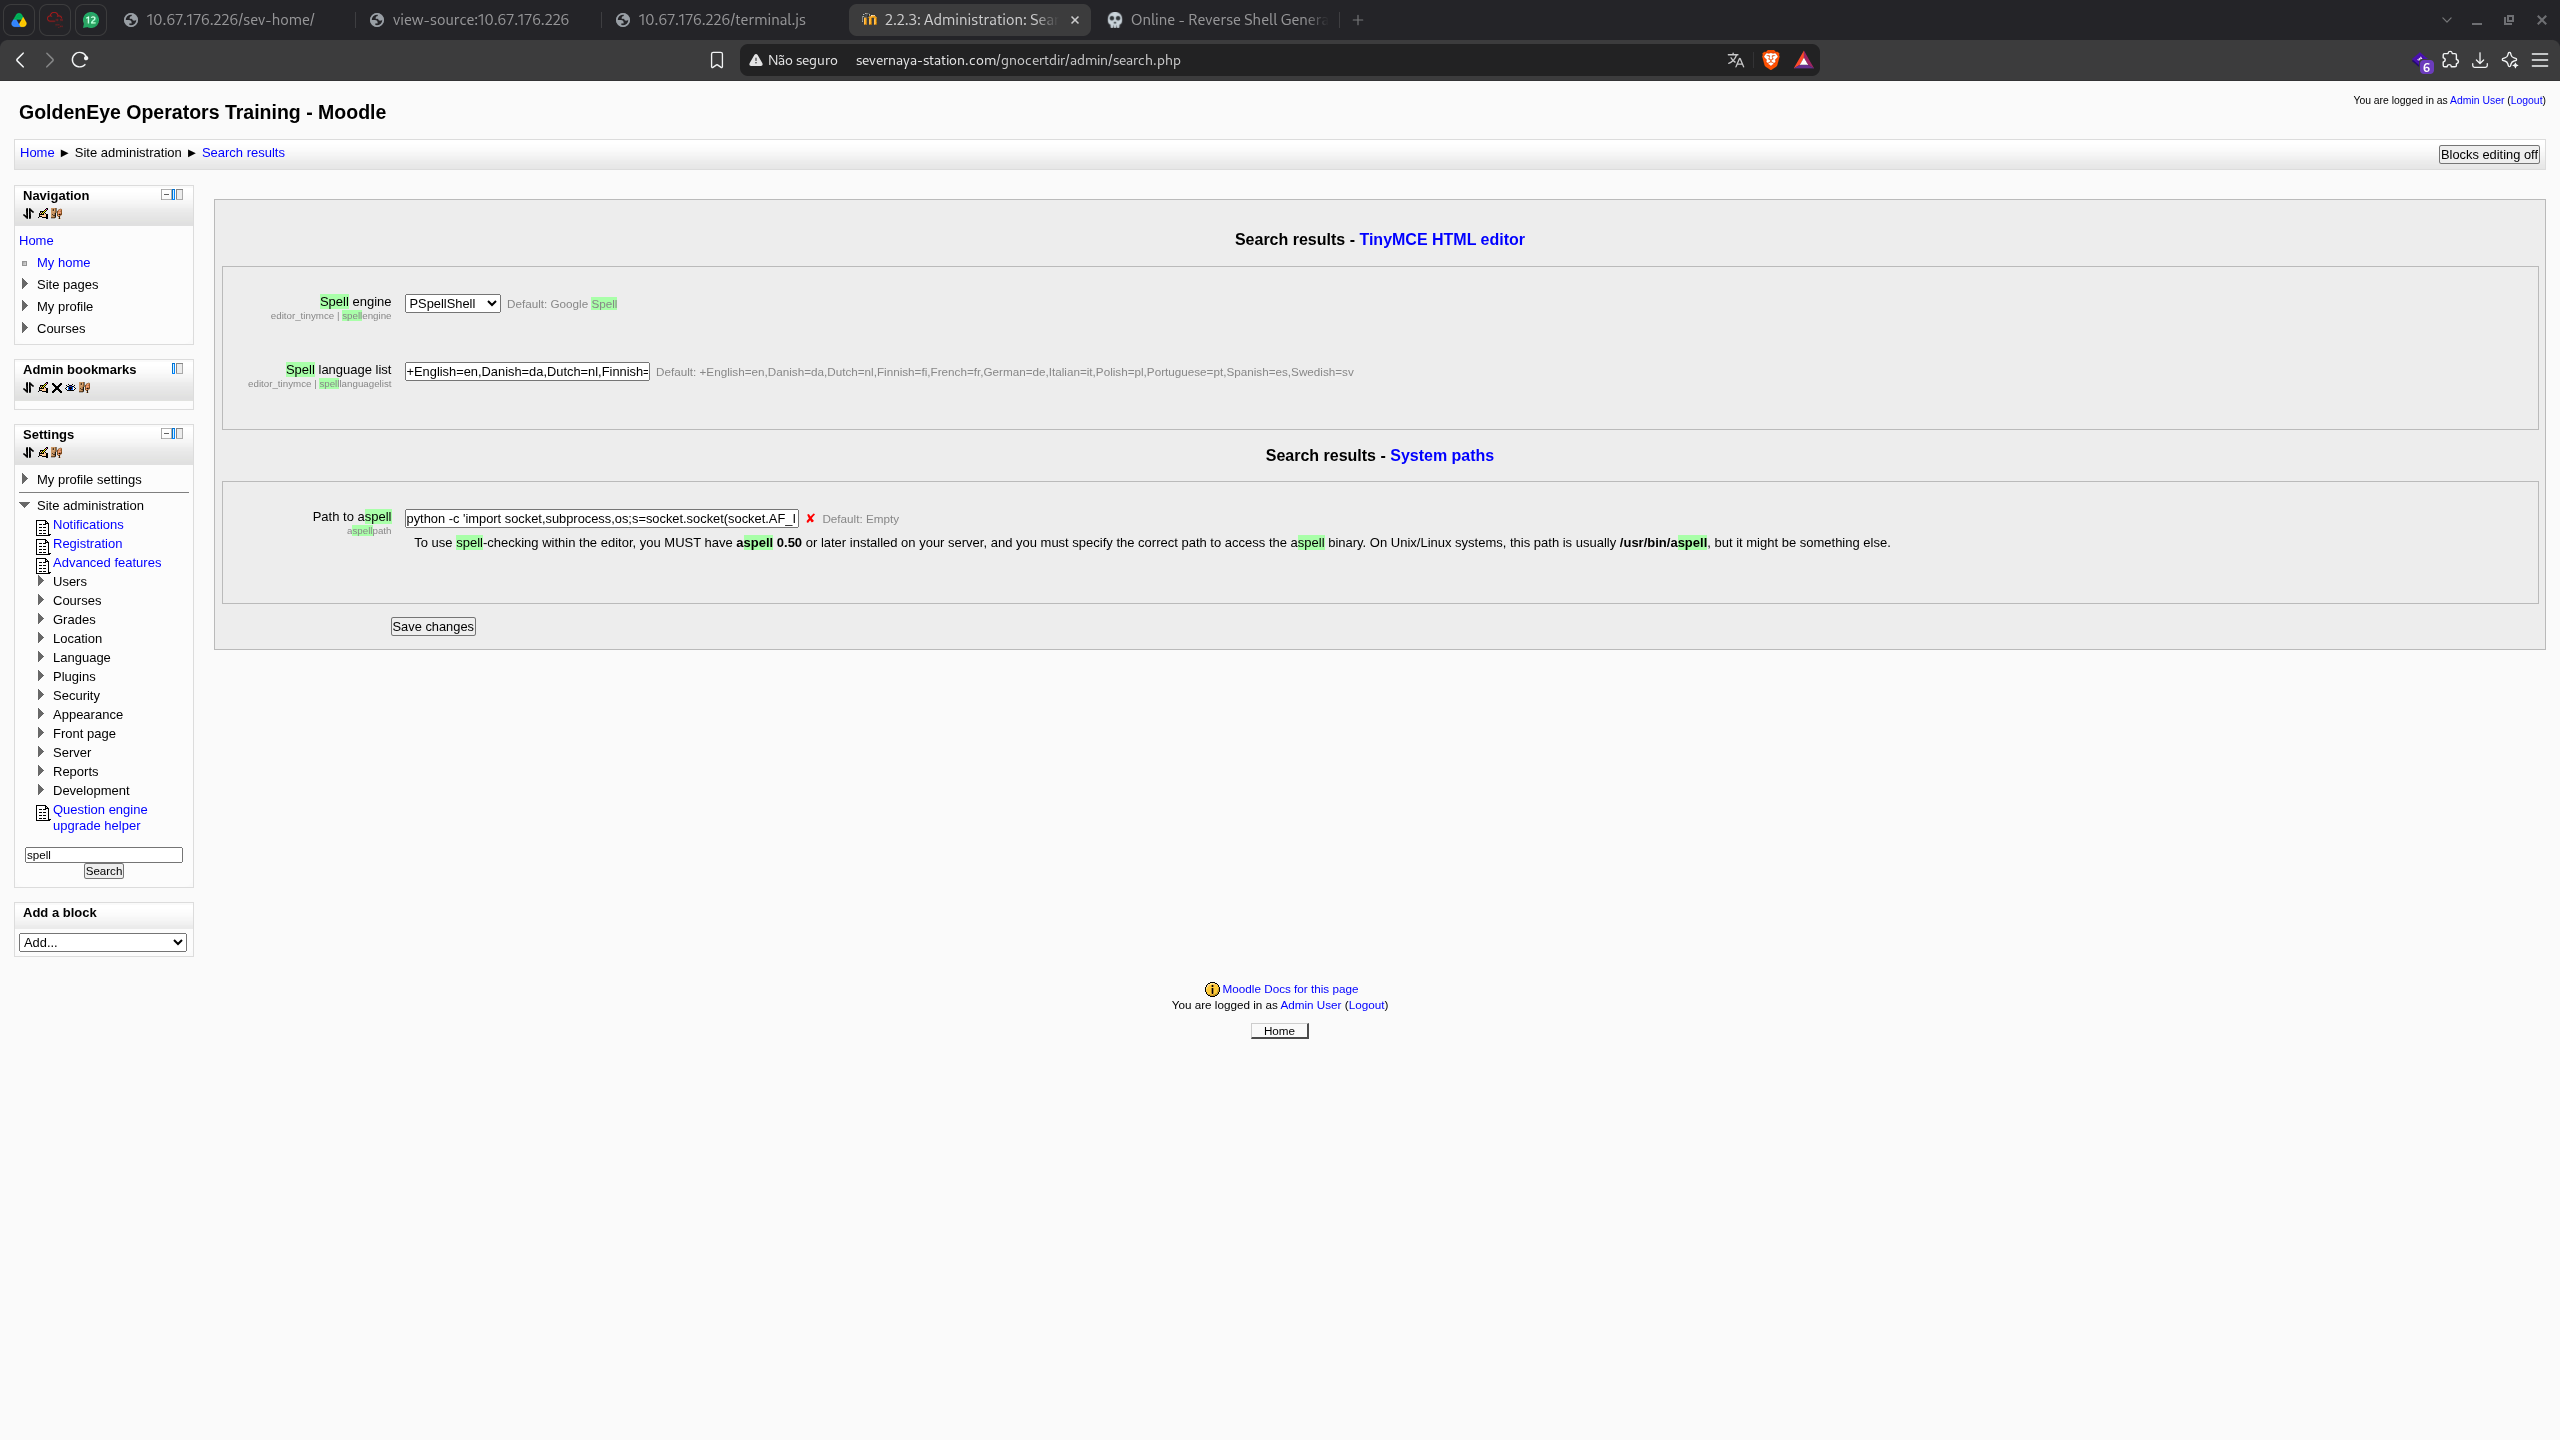 12
10.67.176.226/sev-home/
view-source:10.67.176.226
10.67.176.226/terminal.js
2.2.3: Administration: Sea
Online - Reverse Shell Genera
Não seguro severnaya-station.com/gnocertdir/admin/search.php
6
GoldenEye Operators Training - Moodle
You are logged in as Admin User (Logout)
Home ► Site administration ► Search results
Blocks editing off
Navigation
Home
My home
Site pages
My profile
Courses
Admin bookmarks
Settings
My profile settings
Site administration
Notifications
Registration
Advanced features
Users
Courses
Grades
Location
Language
Plugins
Security
Appearance
Front page
Server
Reports
Development
Question engine
upgrade helper
spell
Search
Add a block
Add...
Search results - TinyMCE HTML editor
Spell engine PSpellShell Default: Google Spell
editor_tinymce | spellengine
Spell language list +English=en,Danish=da,Dutch=nl,Finnish= Default: +English=en,Danish=da,Dutch=nl,Finnish=fi,French=fr,German=de,Italian=it,Polish=pl,Portuguese=pt,Spanish=es,Swedish=sv
editor_tinymce | spelllanguagelist
Search results - System paths
Path to aspell python -c 'import socket,subprocess,os;s=socket.socket(socket.AF_I ✘ Default: Empty
aspellpath
To use spell-checking within the editor, you MUST have aspell 0.50 or later installed on your server, and you must specify the correct path to access the aspell binary. On Unix/Linux systems, this path is usually /usr/bin/aspell, but it might be something else.
Save changes
Moodle Docs for this page
You are logged in as Admin User (Logout)
Home